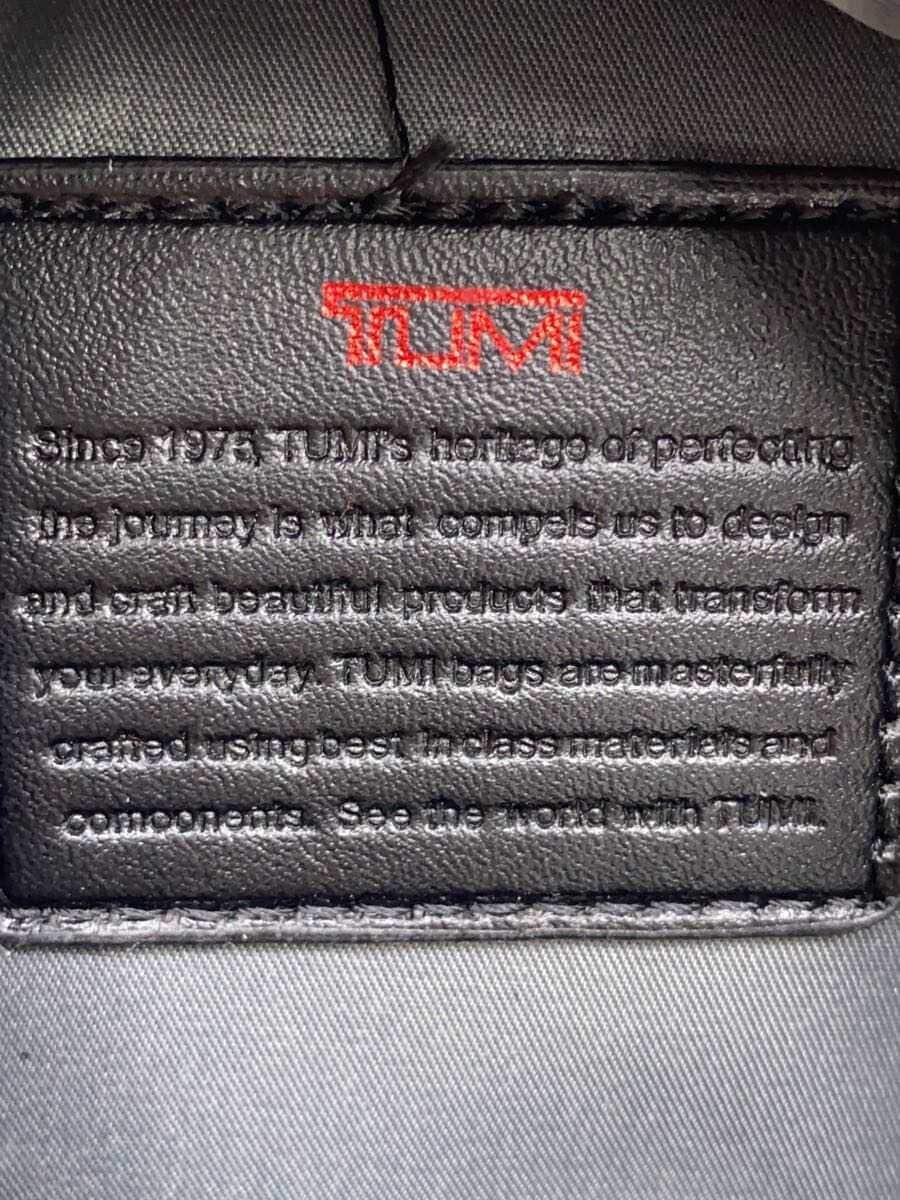 TUMI
Since 1975, TUMI's heritage of perfecting
the journey is what compels us to design
and craft beautiful products that transform
your everyday. TUMI bags are masterfully
crafted using best in class materials and
components. See the world with TUMI.